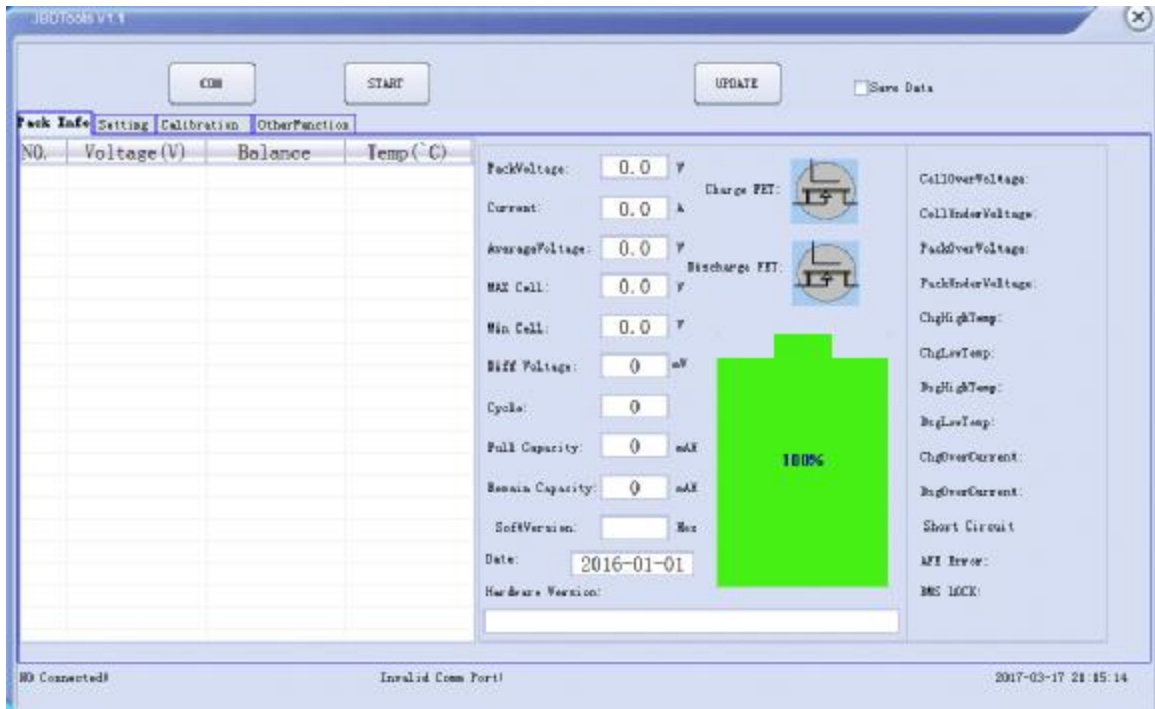 JBDTools V1.1
COM START UPDATE Save Data
Pack Info Setting Calibration OtherFunction
NO. Voltage(V) Balance Temp(`C)
PackVoltage: 0.0 V
Current: 0.0 A
AverageVoltage: 0.0 V
MAX Cell: 0.0 V
Min Cell: 0.0 V
Diff Voltage: 0 mV
Cycle: 0
Full Capacity: 0 mAH
Remain Capacity: 0 mAH
SoftVersion: Hex
Date: 2016-01-01
Hardware Version:
Charge FET:
Discharge FET:
100%
CellOverVoltage:
CellUnderVoltage:
PackOverVoltage:
PackUnderVoltage:
ChgHighTemp:
ChgLowTemp:
DsgHighTemp:
DsgLowTemp:
ChgOverCurrent:
DsgOverCurrent:
Short Circuit
AFE Error:
BMS LOCK:
NO Connected! Invalid Comm Port! 2017-03-17 21:15:14